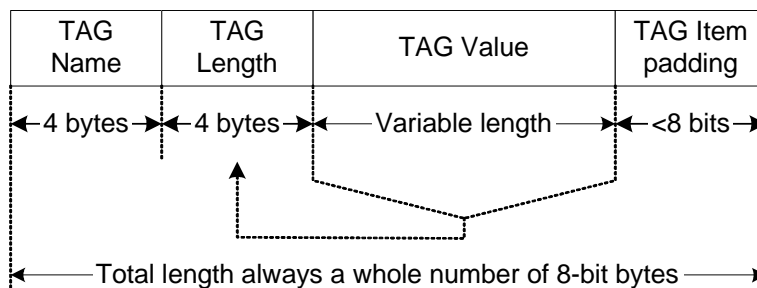 TAG
Name
TAG
Length
TAG Value
TAG Item
padding
4 bytes
4 bytes
Variable length
<8 bits
Total length always a whole number of 8-bit bytes